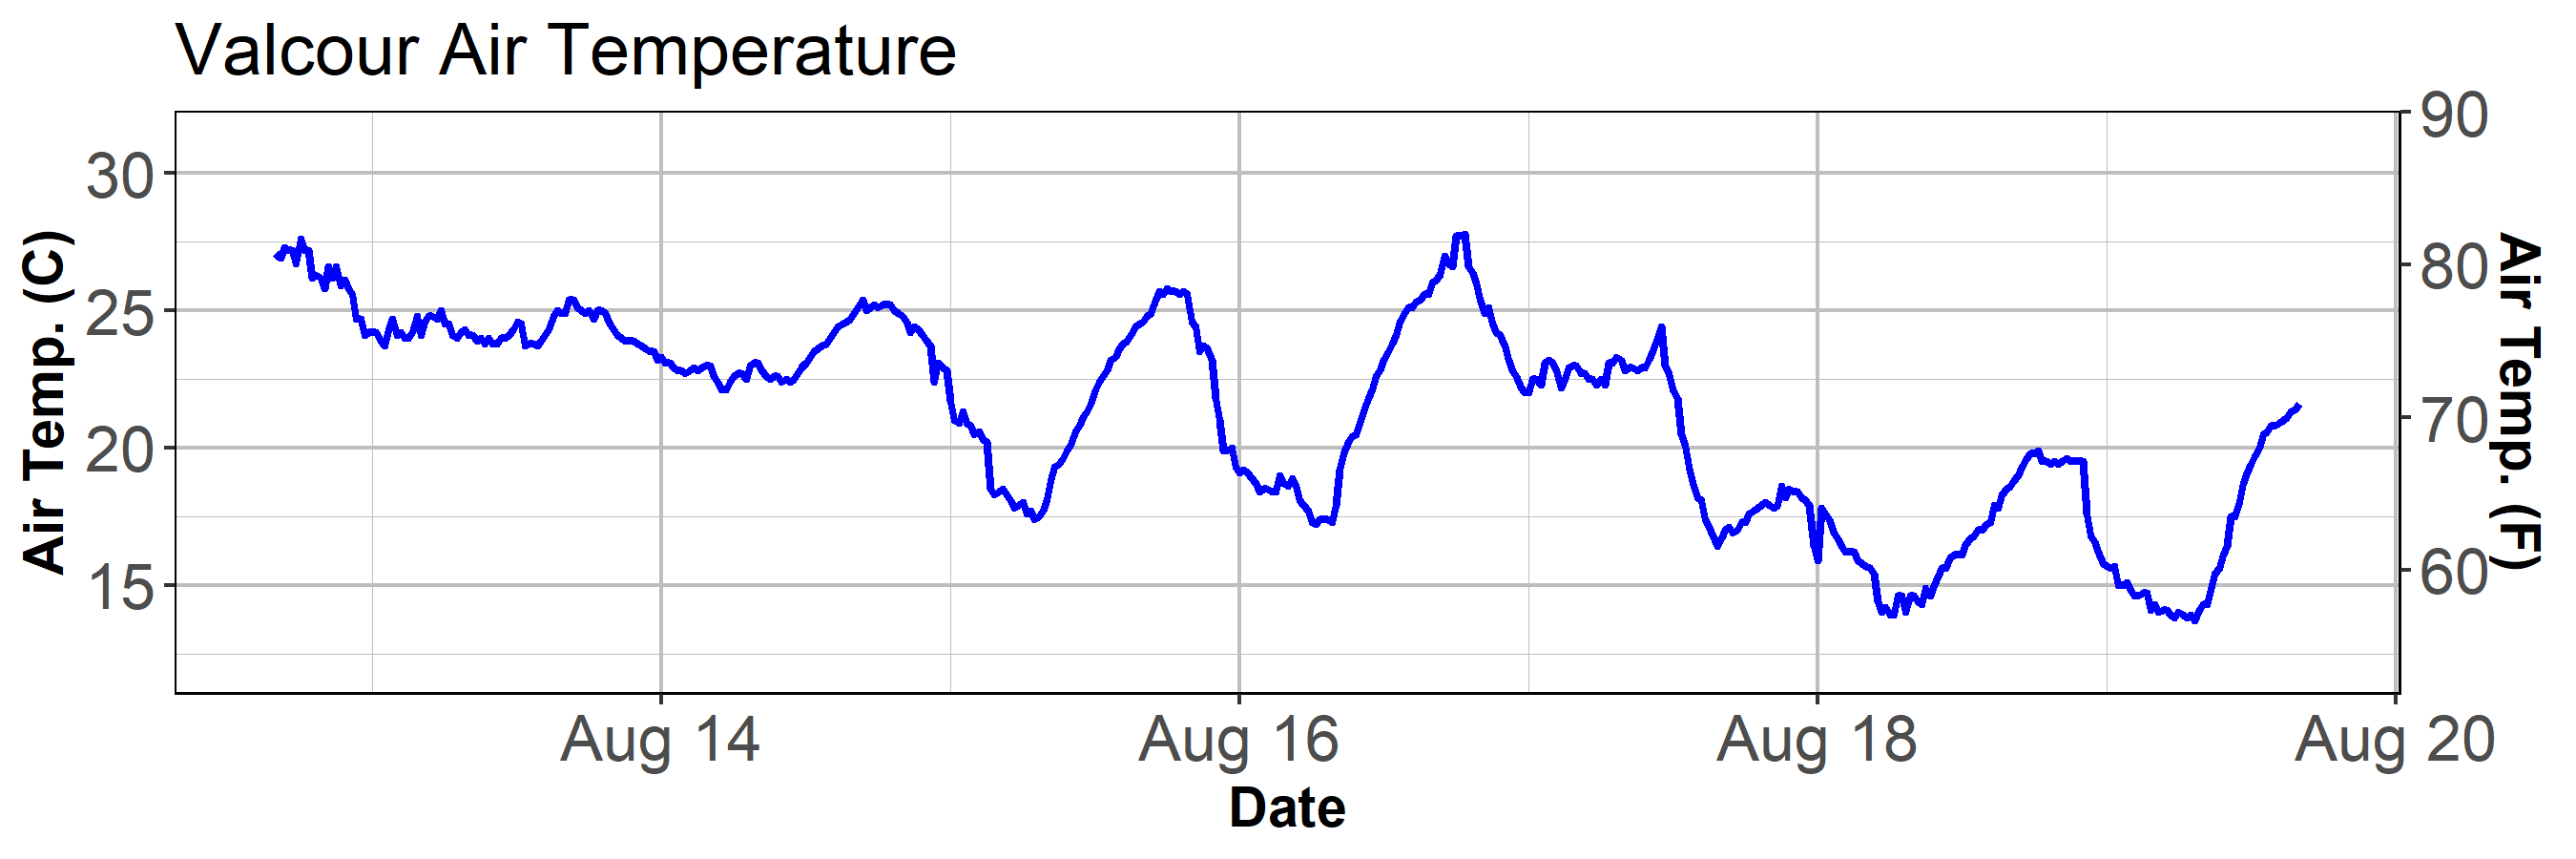 Valcour Air Temperature
Air Temp. (C)
30
25
20
15
90
80
70
60
Air Temp. (F)
Aug 14
Aug 16
Aug 18
Aug 20
Date